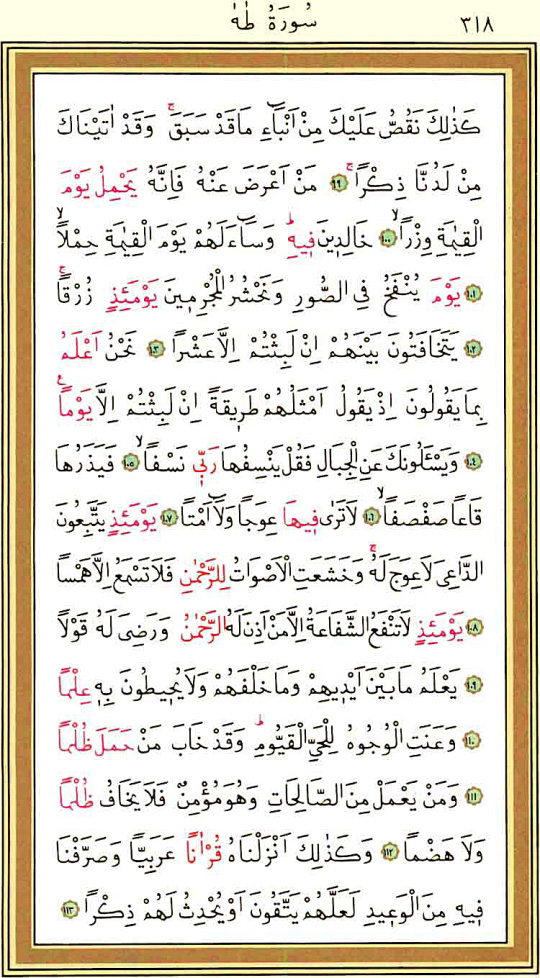 سُورَةُ طٰهٰ ٣١٨
كَذٰلِكَ نَقُصُّ عَلَيْكَ مِنْ اَنْبَٓاءِ مَا قَدْ سَبَقَۚ وَقَدْ اٰتَيْنَاكَ
مِنْ لَدُنَّا ذِكْرًاۚ ٩٩ مَنْ اَعْرَضَ عَنْهُ فَاِنَّهُ يَحْمِلُ يَوْمَ
الْقِيٰمَةِ وِزْرًاۙ ١٠٠ خَالِدِينَ فِيهِۜ وَسَٓاءَ لَهُمْ يَوْمَ الْقِيٰمَةِ حِمْلًاۙ
١٠١ يَوْمَ يُنْفَخُ فِي الصُّورِ وَنَحْشُرُ الْمُجْرِمِينَ يَوْمَئِذٍ زُرْقًاۚ
١٠٢ يَتَخَافَتُونَ بَيْنَهُمْ اِنْ لَبِثْتُمْ اِلَّا عَشْرًا ١٠٣ نَحْنُ اَعْلَمُ
بِمَا يَقُولُونَ اِذْ يَقُولُ اَمْثَلُهُمْ طَرِيقَةً اِنْ لَبِثْتُمْ اِلَّا يَوْمًاۧ
١٠٤ وَيَسْـَٔلُونَكَ عَنِ الْجِبَالِ فَقُلْ يَنْسِفُهَا رَبِّي نَسْفًاۙ ١٠٥ فَيَذَرُهَا
قَاعًا صَفْصَفًاۙ ١٠٦ لَا تَرٰى فِيهَا عِوَجًا وَلَٓا اَمْتًا ١٠٧ يَوْمَئِذٍ يَتَّبِعُونَ
الدَّاعِيَ لَا عِوَجَ لَهُۚ وَخَشَعَتِ الْاَصْوَاتُ لِلرَّحْمٰنِ فَلَا تَسْمَعُ اِلَّا هَمْسًا
١٠٨ يَوْمَئِذٍ لَا تَنْفَعُ الشَّفَاعَةُ اِلَّا مَنْ اَذِنَ لَهُ الرَّحْمٰنُ وَرَضِيَ لَهُ قَوْلًا
١٠٩ يَعْلَمُ مَا بَيْنَ اَيْدِيهِمْ وَمَا خَلْفَهُمْ وَلَا يُحِيطُونَ بِهِ عِلْمًا
١١٠ وَعَنَتِ الْوُجُوهُ لِلْحَيِّ الْقَيُّومِۜ وَقَدْ خَابَ مَنْ حَمَلَ ظُلْمًا
١١١ وَمَنْ يَعْمَلْ مِنَ الصَّالِحَاتِ وَهُوَ مُؤْمِنٌ فَلَا يَخَافُ ظُلْمًا
وَلَا هَضْمًا ١١٢ وَكَذٰلِكَ اَنْزَلْنَاهُ قُرْاٰنًا عَرَبِيًّا وَصَرَّفْنَا
فِيهِ مِنَ الْوَعِيدِ لَعَلَّهُمْ يَتَّقُونَ اَوْ يُحْدِثُ لَهُمْ ذِكْرًا ١١٣